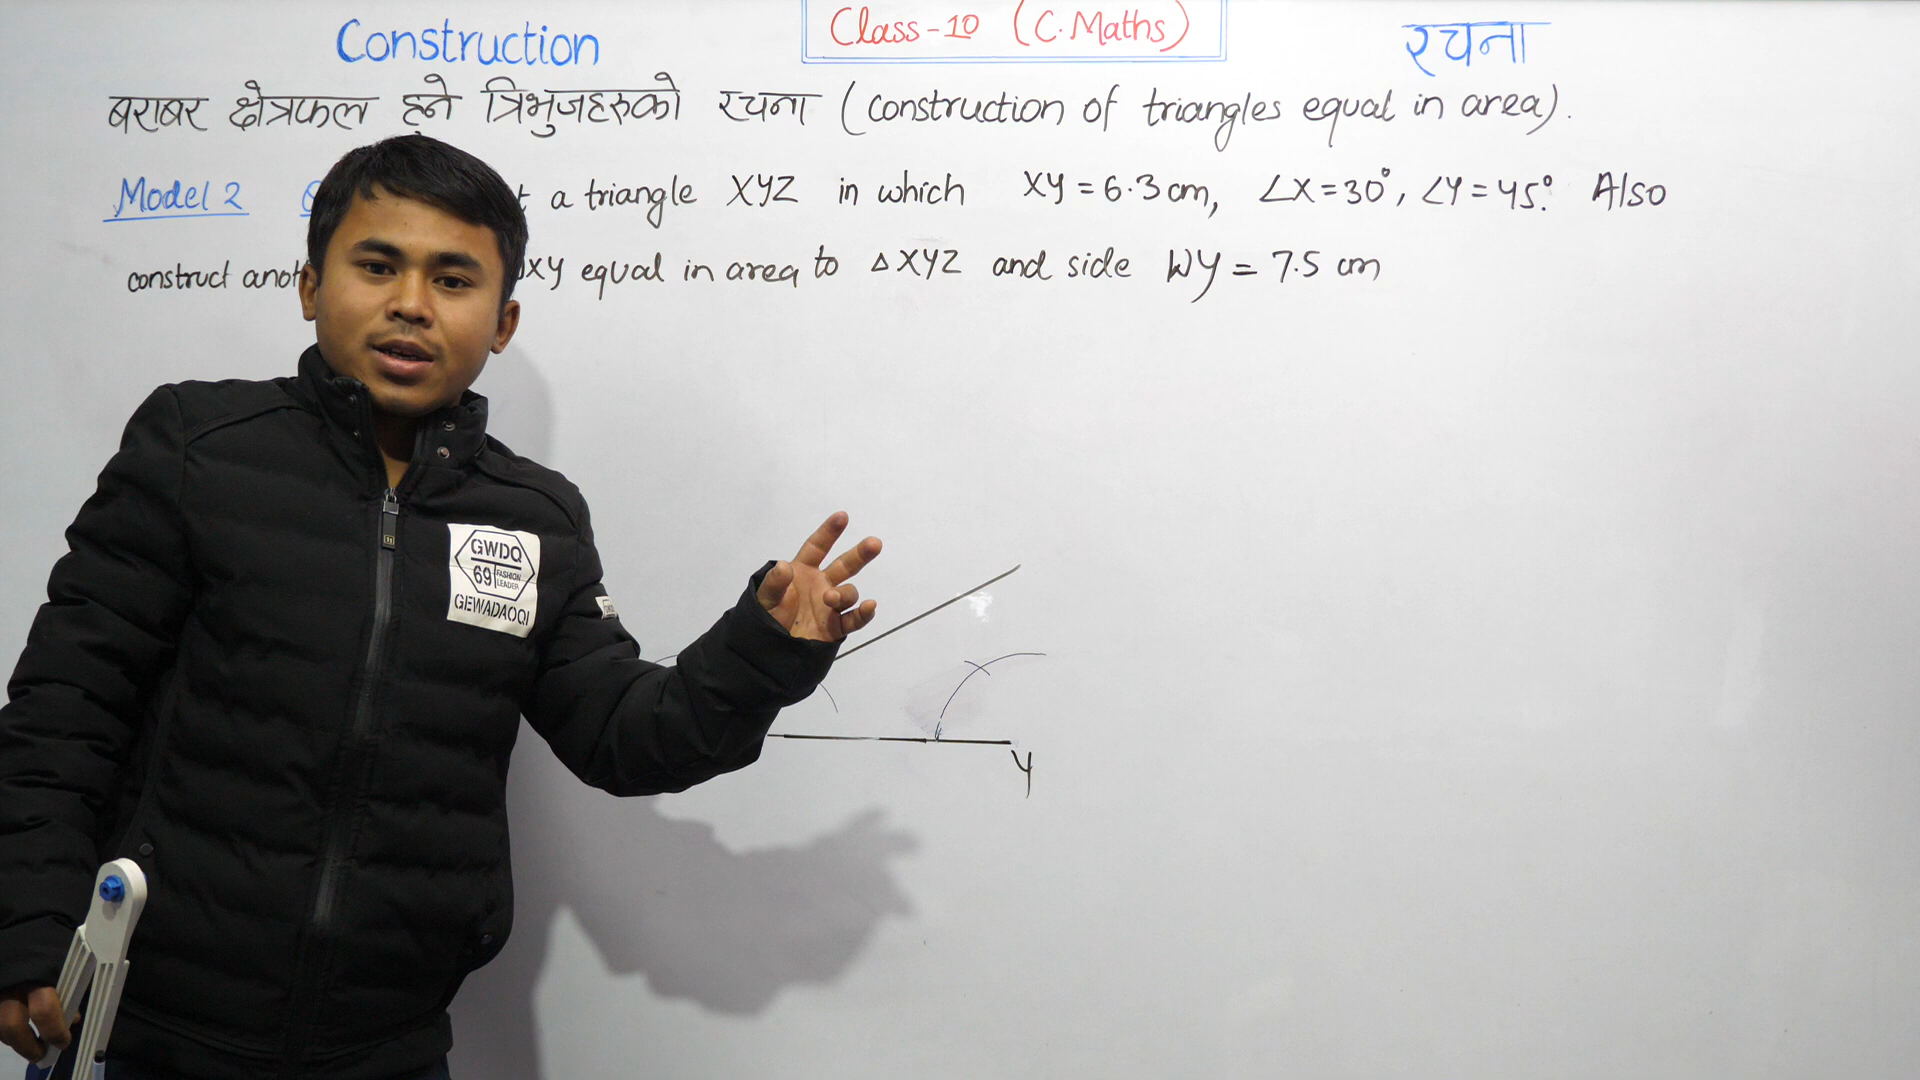 Construction Class-10 (C. Maths) रचना
बराबर क्षेत्रफल हुने त्रिभुजहरुको रचना (construction of triangles equal in area).
Model 2 a triangle XYZ in which XY = 6.3 cm, ∠X = 30°, ∠Y = 45°. Also
construct XY equal in area to △XYZ and side WY = 7.5 cm
GWDQ
69 FASHION LEADER
GEWADAOQI
Y